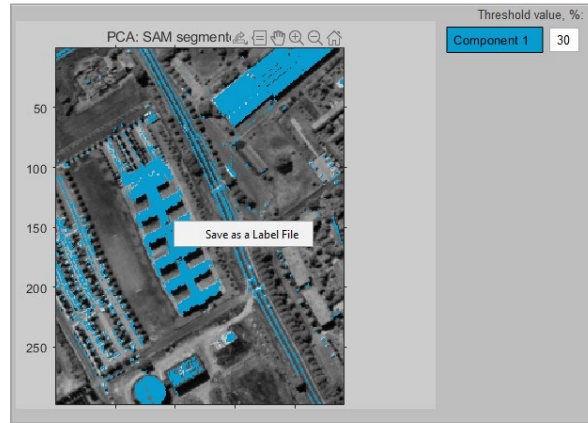 Threshold value, %:
PCA: SAM segment
Component 1
30
50
100
150
Save as a Label File
200
250